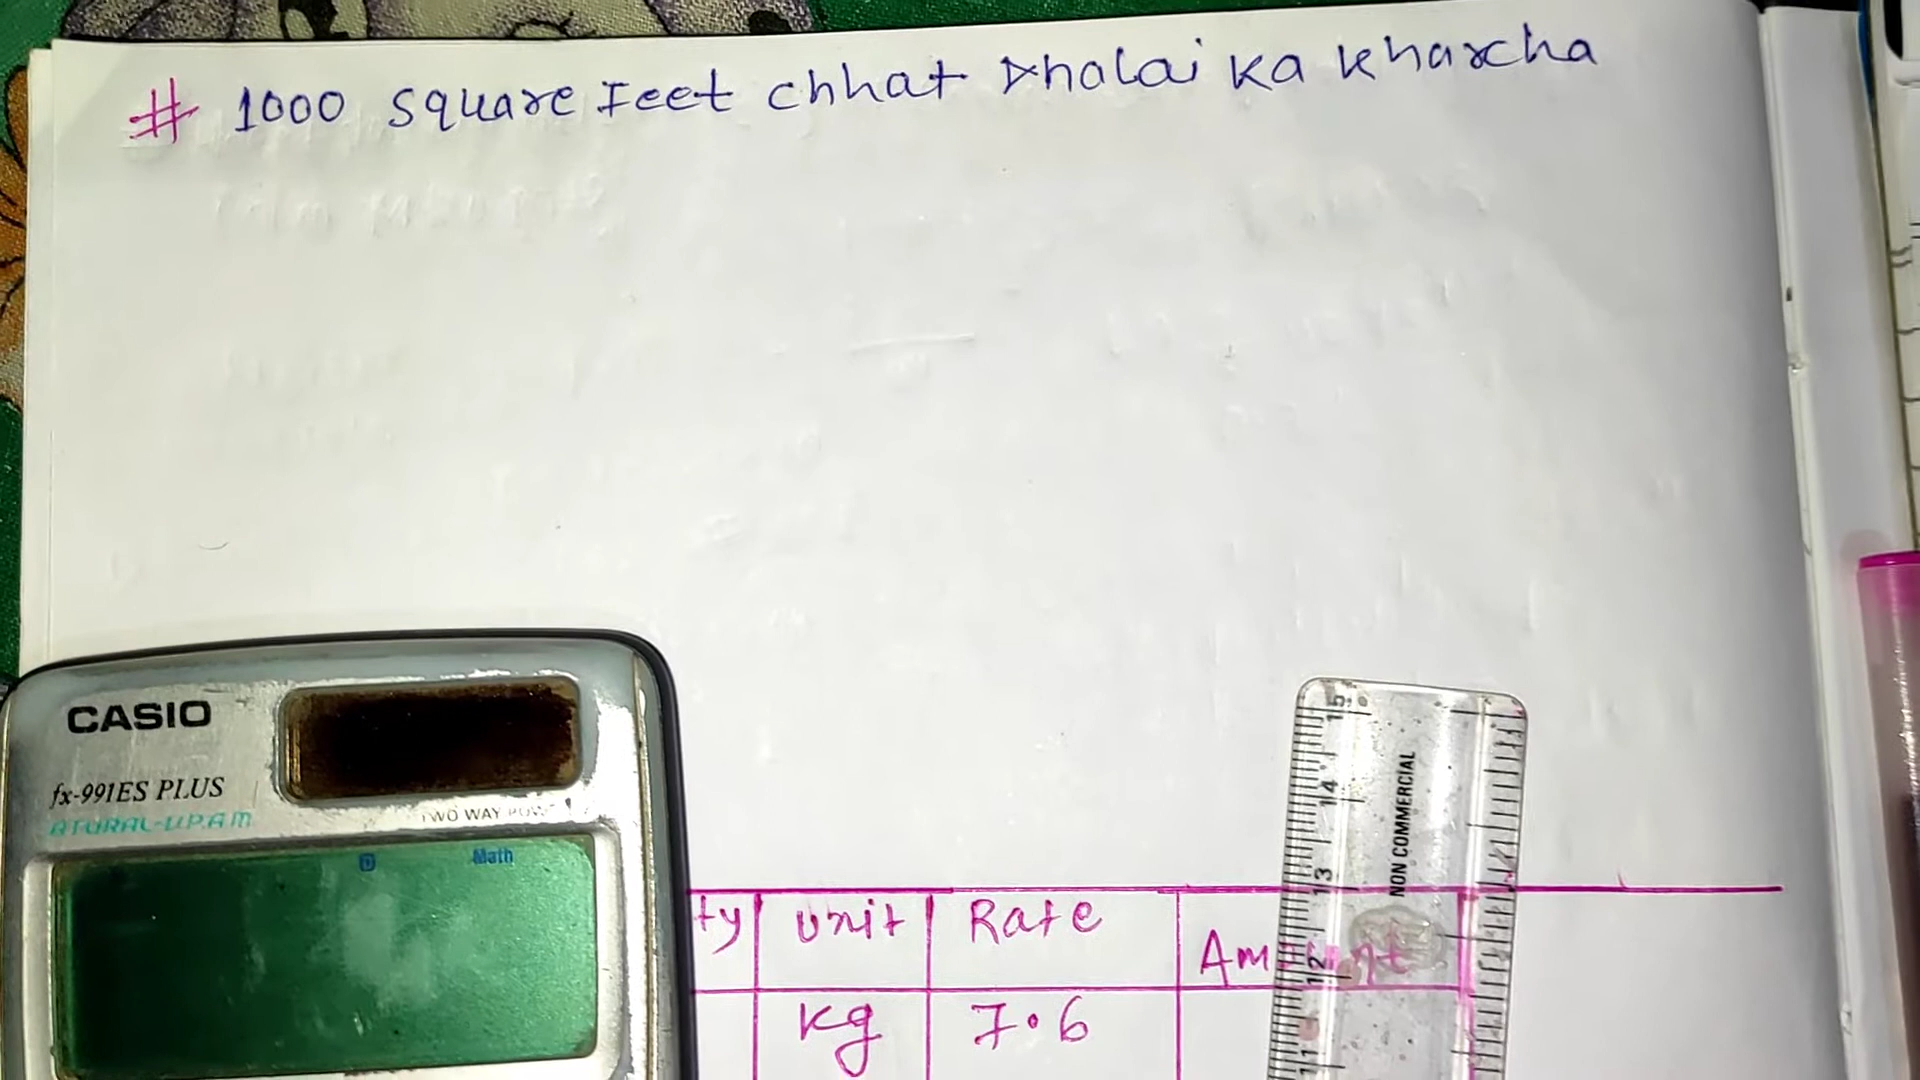 # 1000 Square Feet chhat Dhalai ka kharcha
CASIO
fx-991ES PLUS
TWO WAY
D Math
NON COMMERCIAL
15
14
13
12
11
ty Unit Rate
kg 7.6